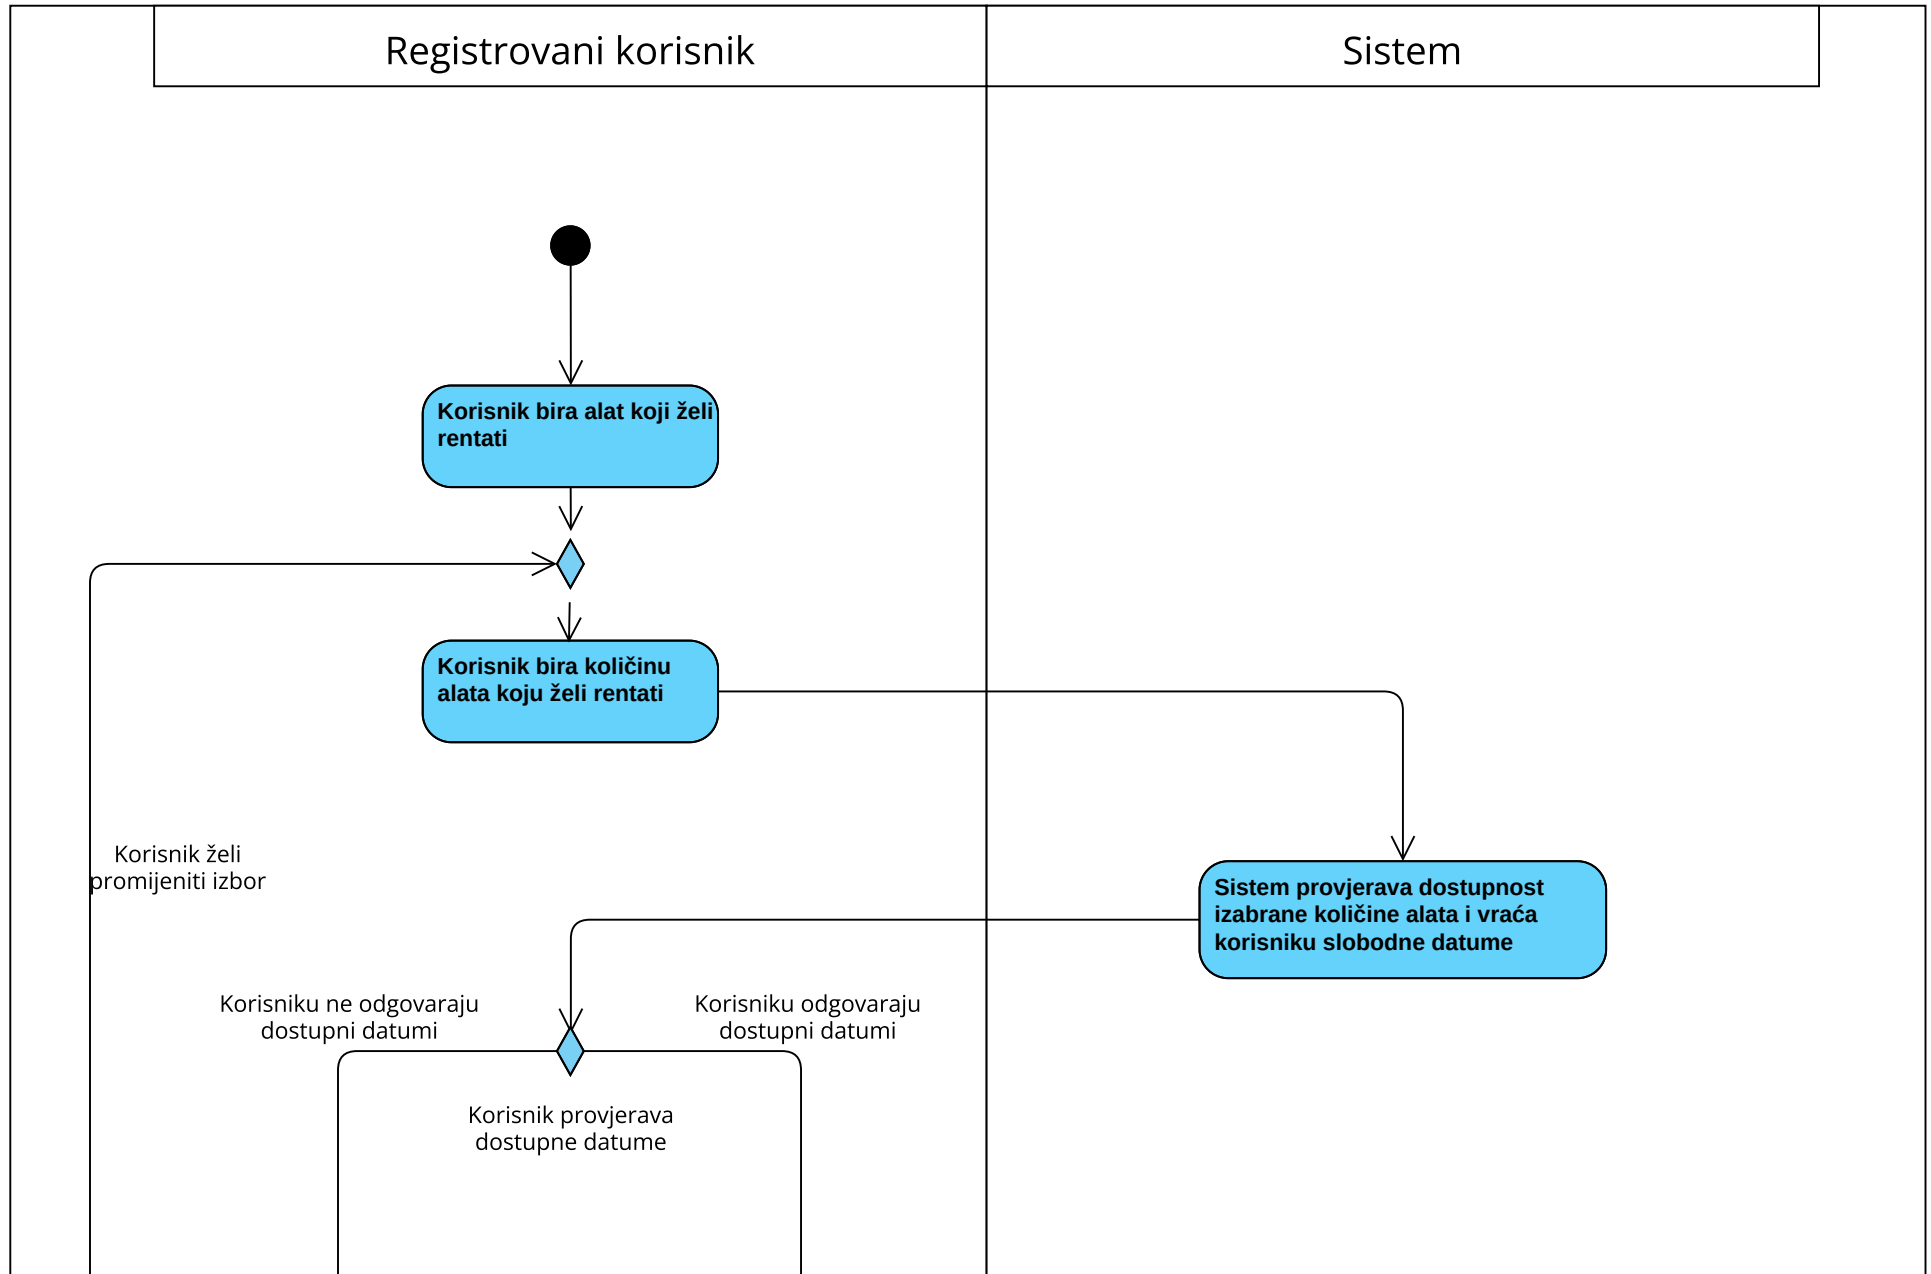 Registrovani korisnik
Sistem
Korisnik bira alat koji želi
rentati
Korisnik bira količinu
alata koju želi rentati
Korisnik želi
promijeniti izbor
Sistem provjerava dostupnost
izabrane količine alata i vraća
korisniku slobodne datume
Korisniku ne odgovaraju
dostupni datumi
Korisniku odgovaraju
dostupni datumi
Korisnik provjerava
dostupne datume